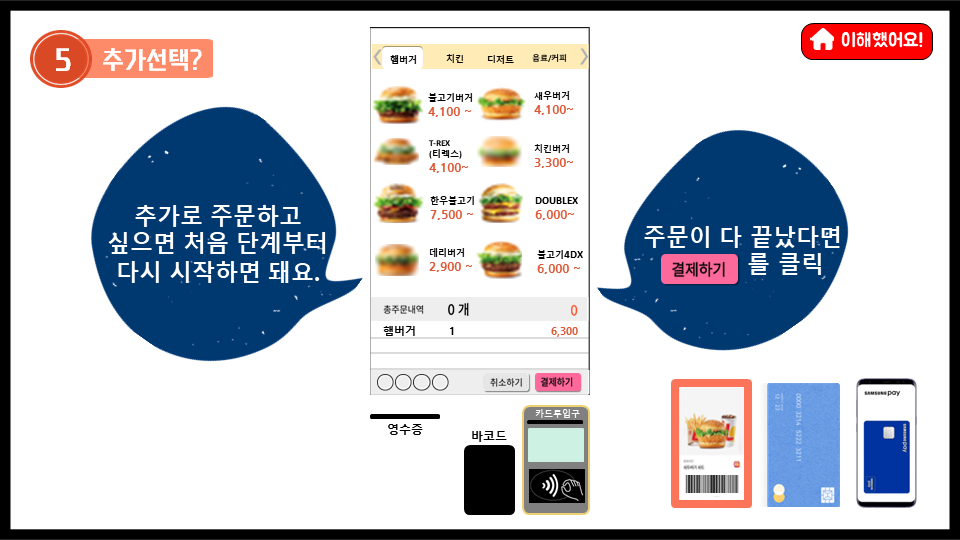 5 추가선택?
이해했어요!
햄버거 치킨 디저트 음료/커피
불고기버거
4,100 ~
새우버거
4,100~
T-REX
(티렉스)
4,100~
치킨버거
3,300~
한우불고기
7,500 ~
DOUBLEX
6,000~
데리버거
2,900 ~
불고기4DX
6,000 ~
총주문내역 0 개 0
햄버거 1 6,300
취소하기 결제하기
추가로 주문하고
싶으면 처음 단계부터
다시 시작하면 돼요.
주문이 다 끝났다면
결제하기 를 클릭
영수증
바코드
카드투입구
0000 3214 5222 3211
SAMSUNG pay
SAMSUNG pay